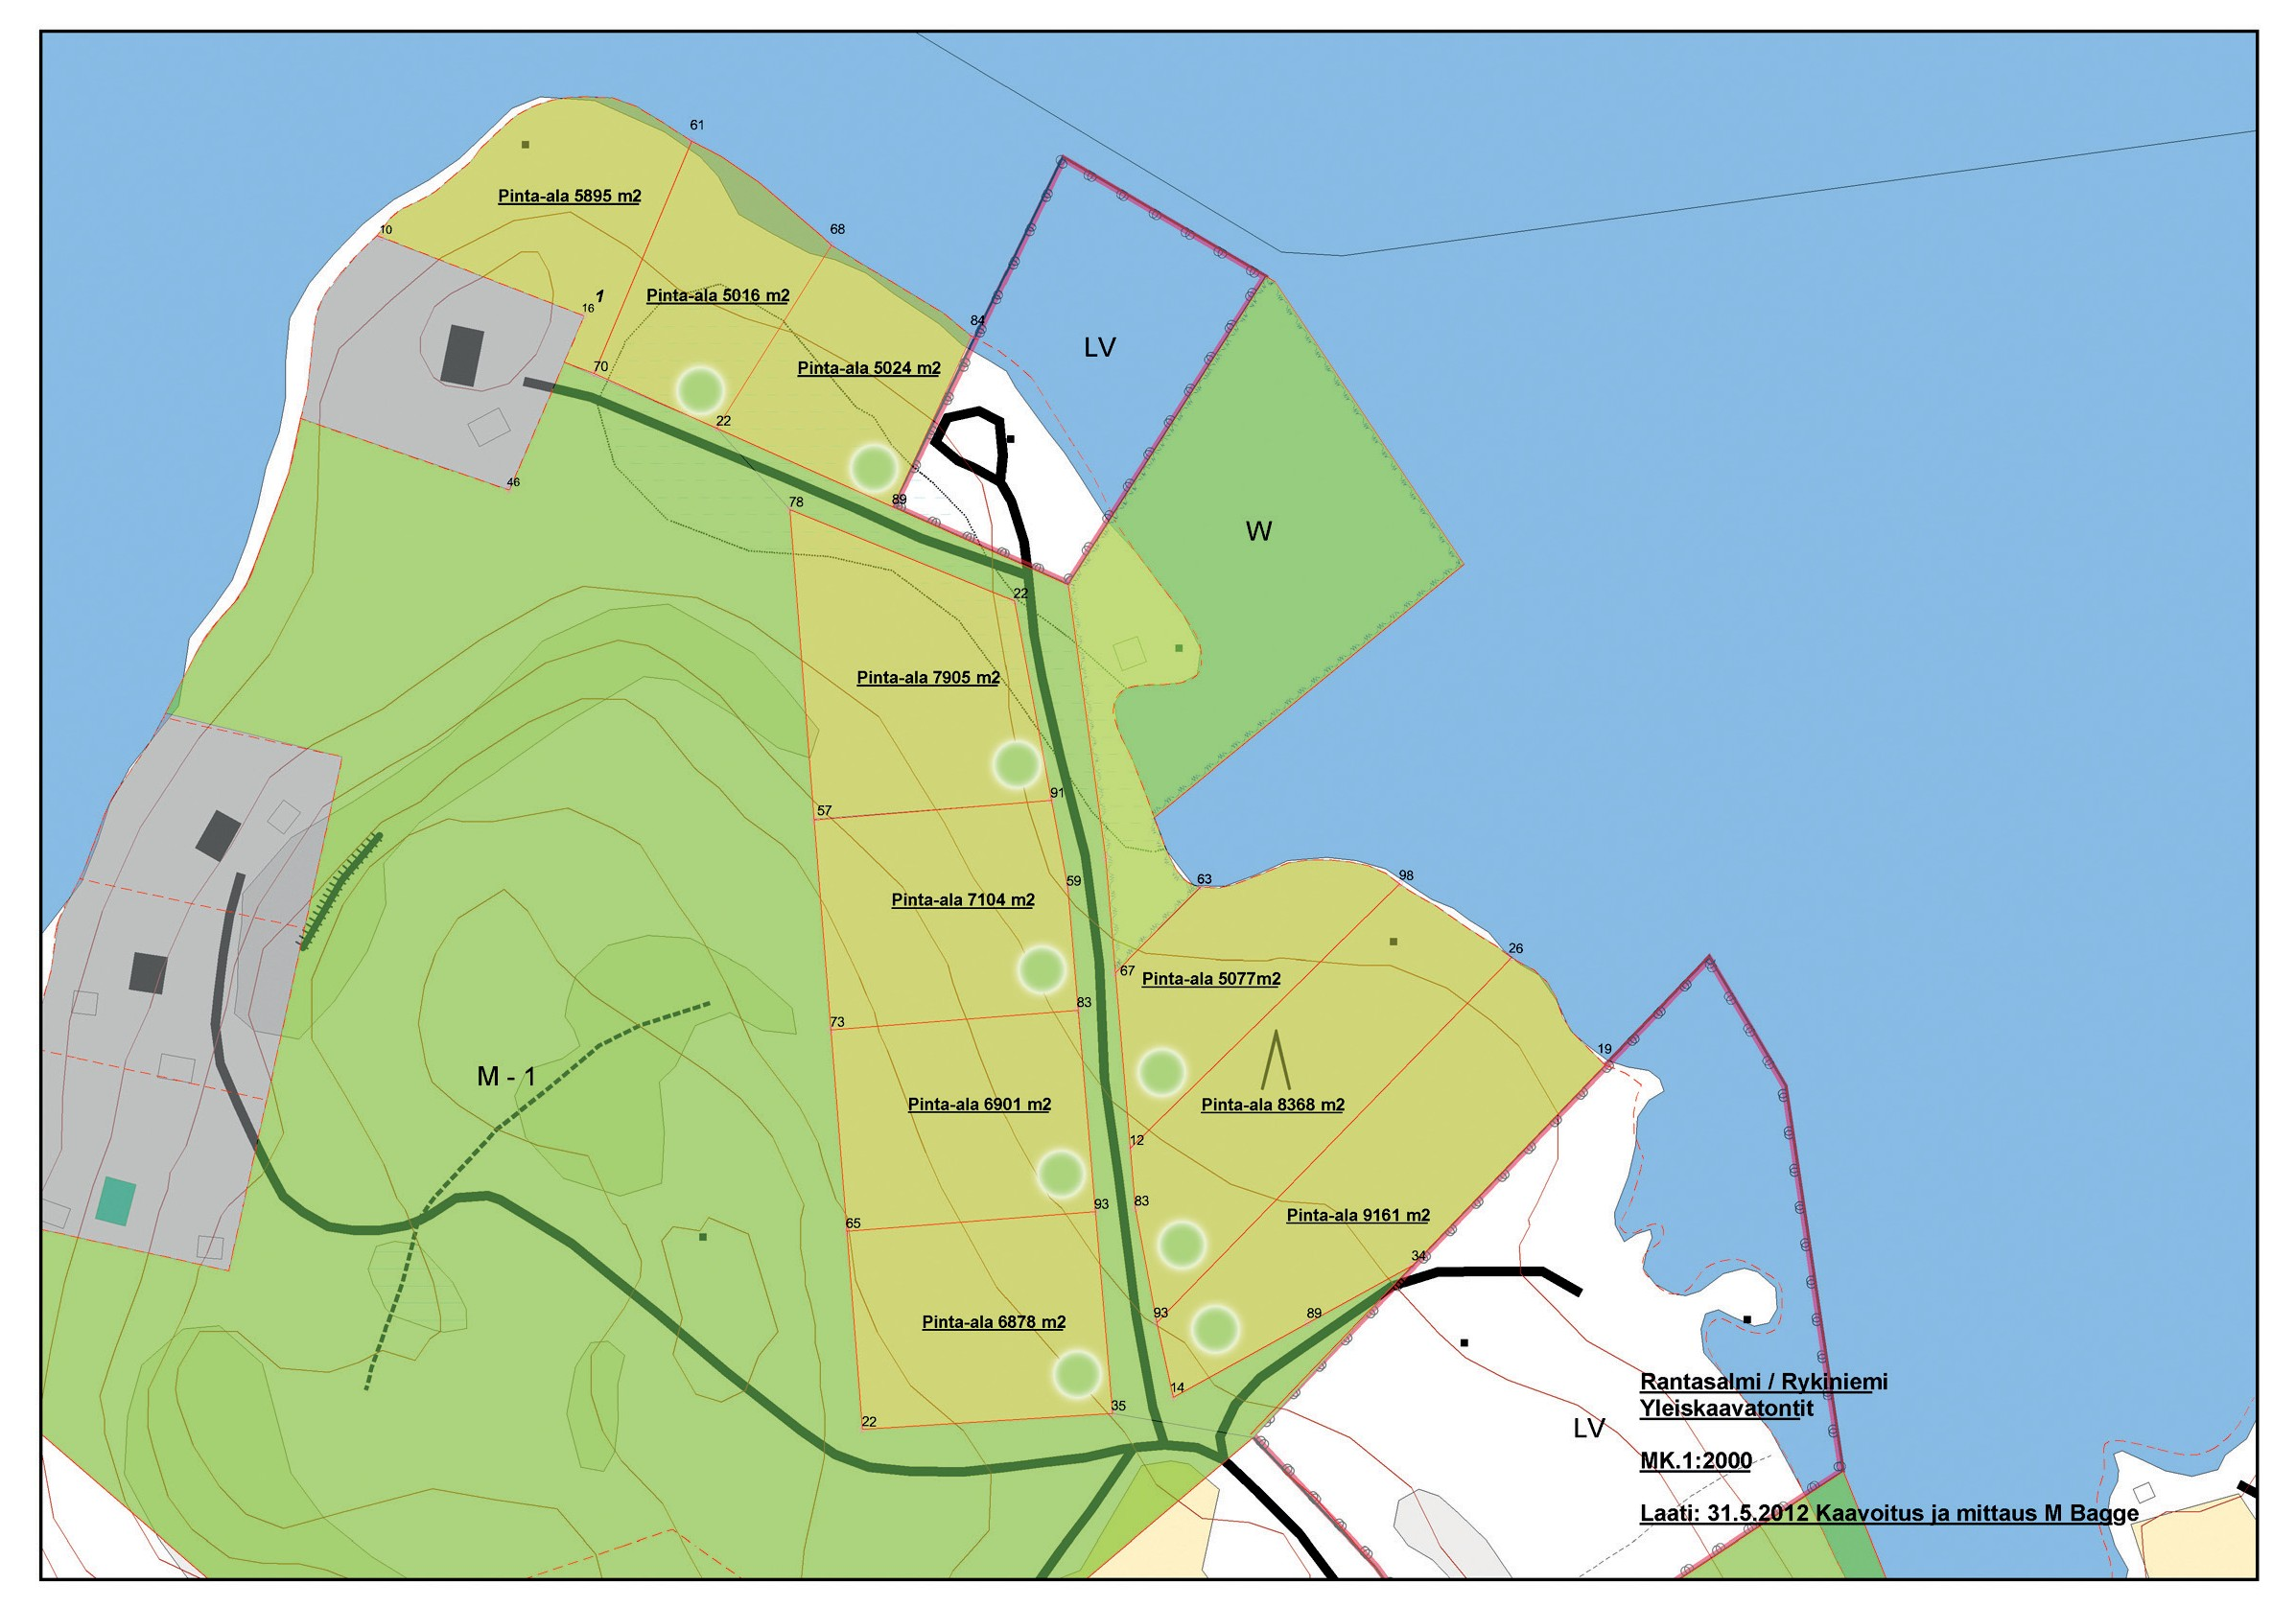 61
68
Pinta-ala 5895 m2
10
16
1
Pinta-ala 5016 m2
84
LV
70
Pinta-ala 5024 m2
22
46
89
78
W
22
Pinta-ala 7905 m2
91
57
59
63
98
Pinta-ala 7104 m2
26
67
Pinta-ala 5077m2
83
73
19
M - 1
Pinta-ala 6901 m2
Pinta-ala 8368 m2
12
93
83
65
Pinta-ala 9161 m2
34
93
89
Pinta-ala 6878 m2
14
35
22
LV
Rantasalmi / Rykiniemi
Yleiskaavatontit
MK.1:2000
Laati: 31.5.2012 Kaavoitus ja mittaus M Bagge